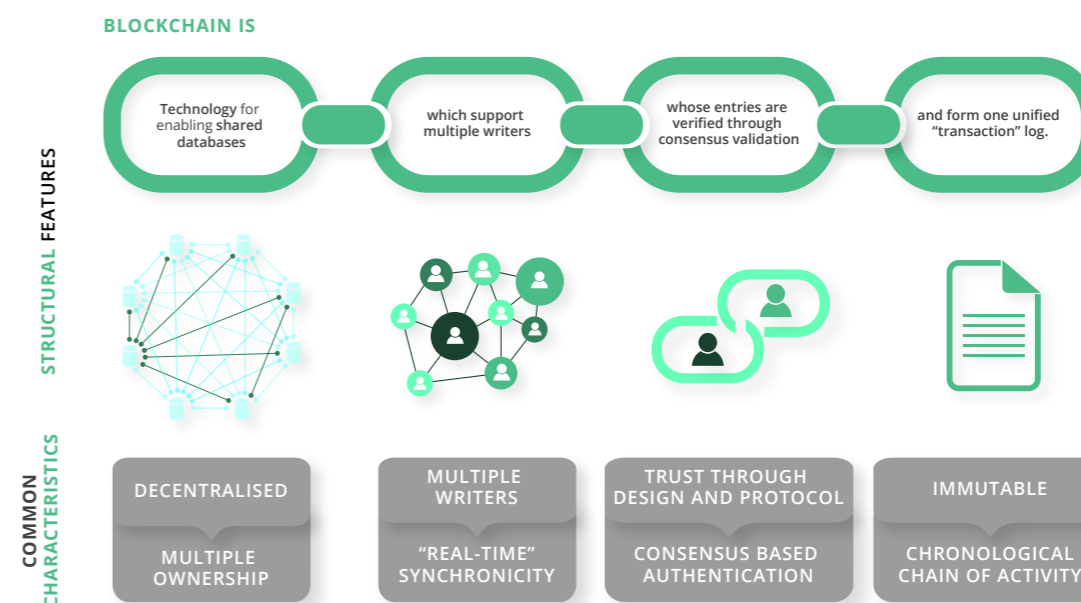 BLOCKCHAIN IS
Technology for
enabling shared
databases
which support
multiple writers
whose entries are
verified through
consensus validation
and form one unified
“transaction” log.
STRUCTURAL FEATURES
COMMON
CHARACTERISTICS
DECENTRALISED
MULTIPLE
OWNERSHIP
MULTIPLE
WRITERS
“REAL-TIME”
SYNCHRONICITY
TRUST THROUGH
DESIGN AND PROTOCOL
CONSENSUS BASED
AUTHENTICATION
IMMUTABLE
CHRONOLOGICAL
CHAIN OF ACTIVITY